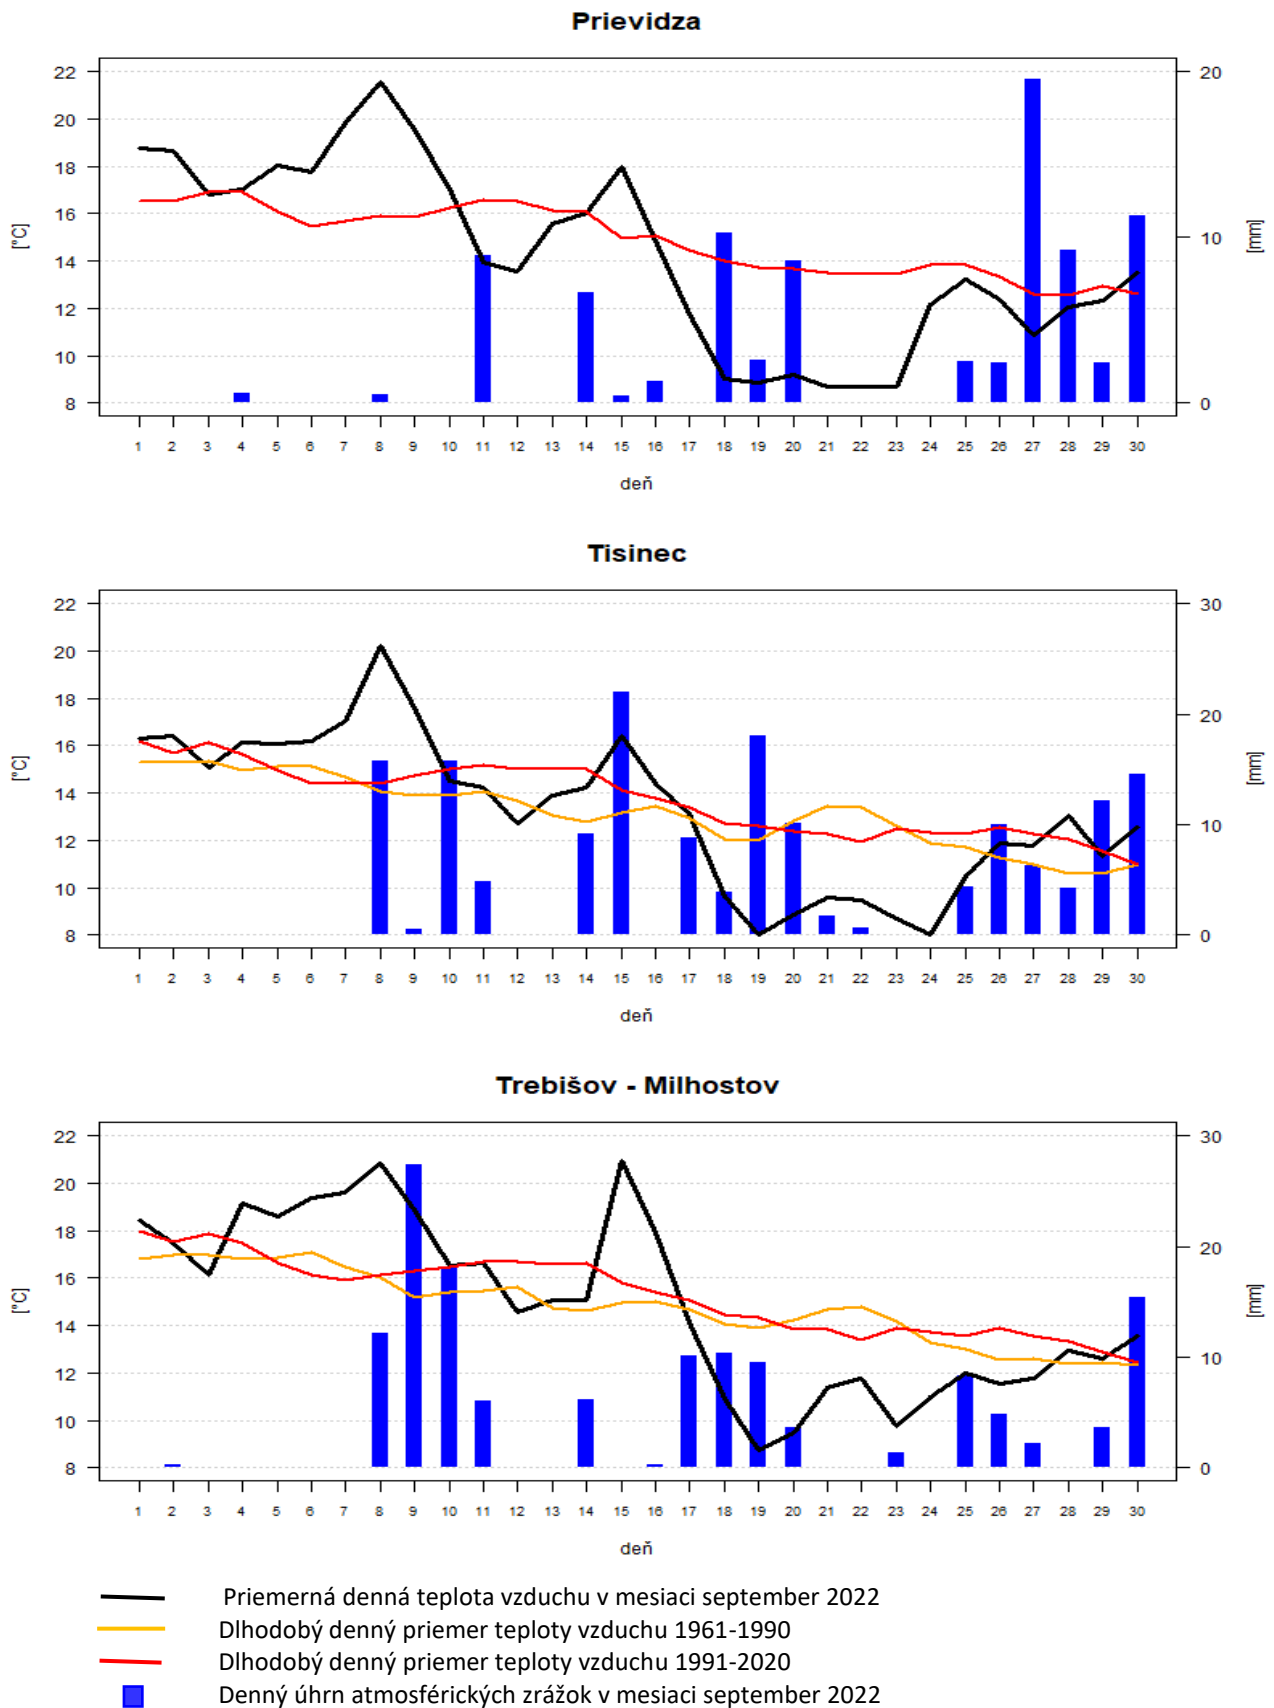 Prievidza
22 20
20
18
16
[°C] 10 [mm]
14
12
10
8 0
1 2 3 4 5 6 7 8 9 10 11 12 13 14 15 16 17 18 19 20 21 22 23 24 25 26 27 28 29 30
deň
Tisinec
22 30
20
18 20
16
[°C] [mm]
14
12 10
10
8 0
1 2 3 4 5 6 7 8 9 10 11 12 13 14 15 16 17 18 19 20 21 22 23 24 25 26 27 28 29 30
deň
Trebišov - Milhostov
22 30
20
18 20
16
[°C] [mm]
14
12 10
10
8 0
1 2 3 4 5 6 7 8 9 10 11 12 13 14 15 16 17 18 19 20 21 22 23 24 25 26 27 28 29 30
deň
Priemerná denná teplota vzduchu v mesiaci september 2022
Dlhodobý denný priemer teploty vzduchu 1961-1990
Dlhodobý denný priemer teploty vzduchu 1991-2020
Denný úhrn atmosférických zrážok v mesiaci september 2022